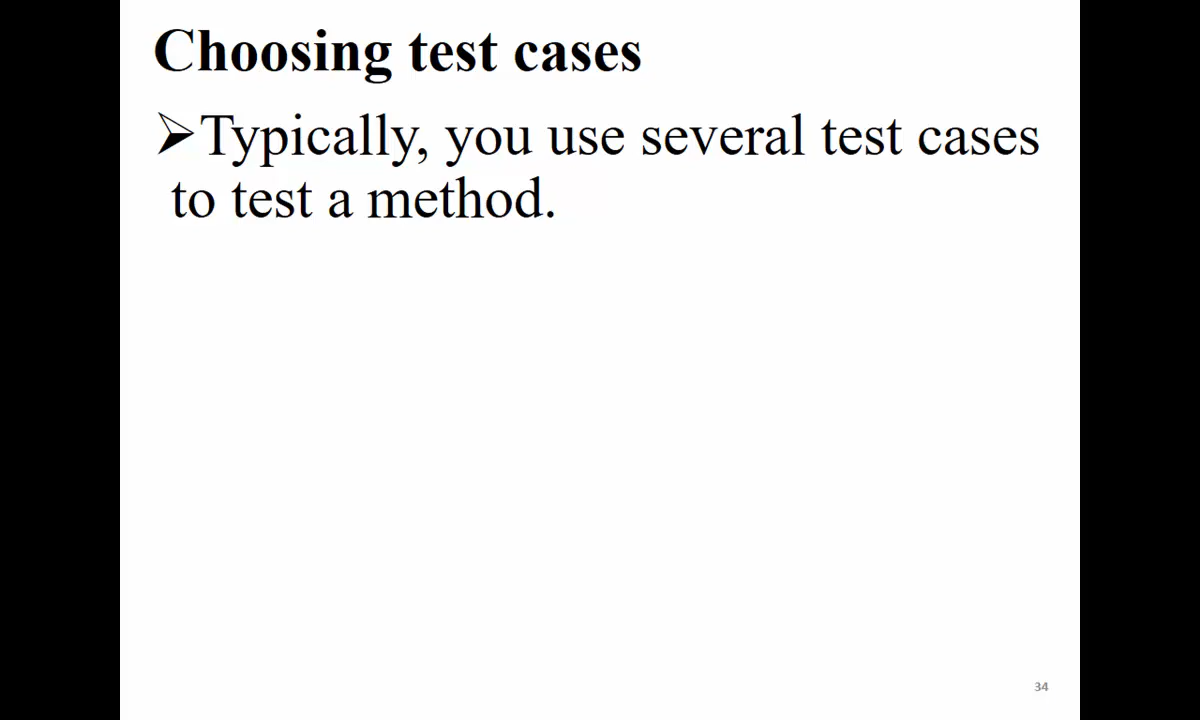 Choosing test cases
➢Typically, you use several test cases
to test a method.
34